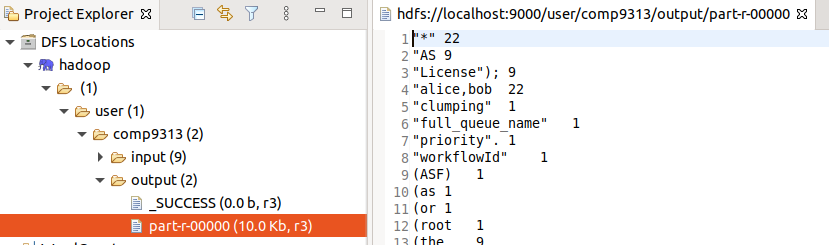 Project Explorer
DFS Locations
hadoop
(1)
user (1)
comp9313 (2)
input (9)
output (2)
_SUCCESS (0.0 b, r3)
part-r-00000 (10.0 Kb, r3)
hdfs://localhost:9000/user/comp9313/output/part-r-00000
1 "*" 22
2 "AS 9
3 "License"); 9
4 "alice,bob 22
5 "clumping" 1
6 "full_queue_name" 1
7 "priority". 1
8 "workflowId" 1
9 (ASF) 1
10 (as 1
11 (or 1
12 (root 1
13 (the 9